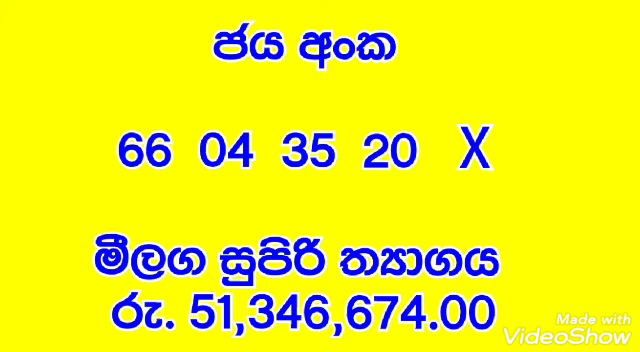 ජය අංක
66 04 35 20 X
මීලග සුපිරි ත්‍යාගය
රු. 51,346,674.00
Made with
VideoShow